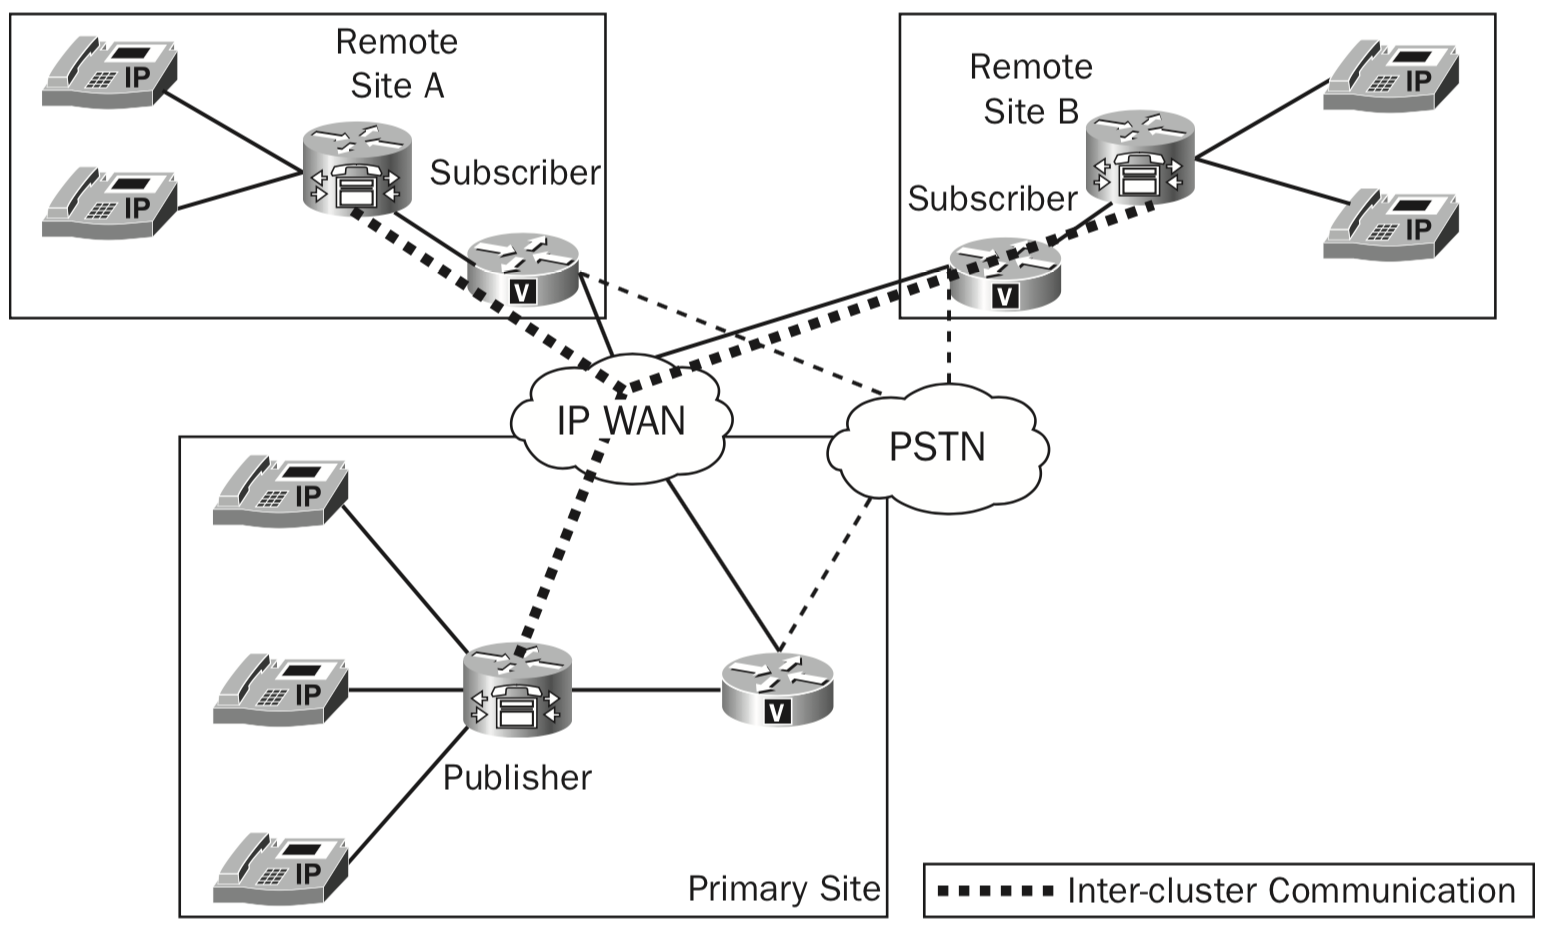 Remote
Site A
IP
IP
Subscriber
V
Remote
Site B
IP
IP
Subscriber
V
IP WAN
PSTN
IP
IP
IP
Publisher
V
Primary Site
Inter-cluster Communication